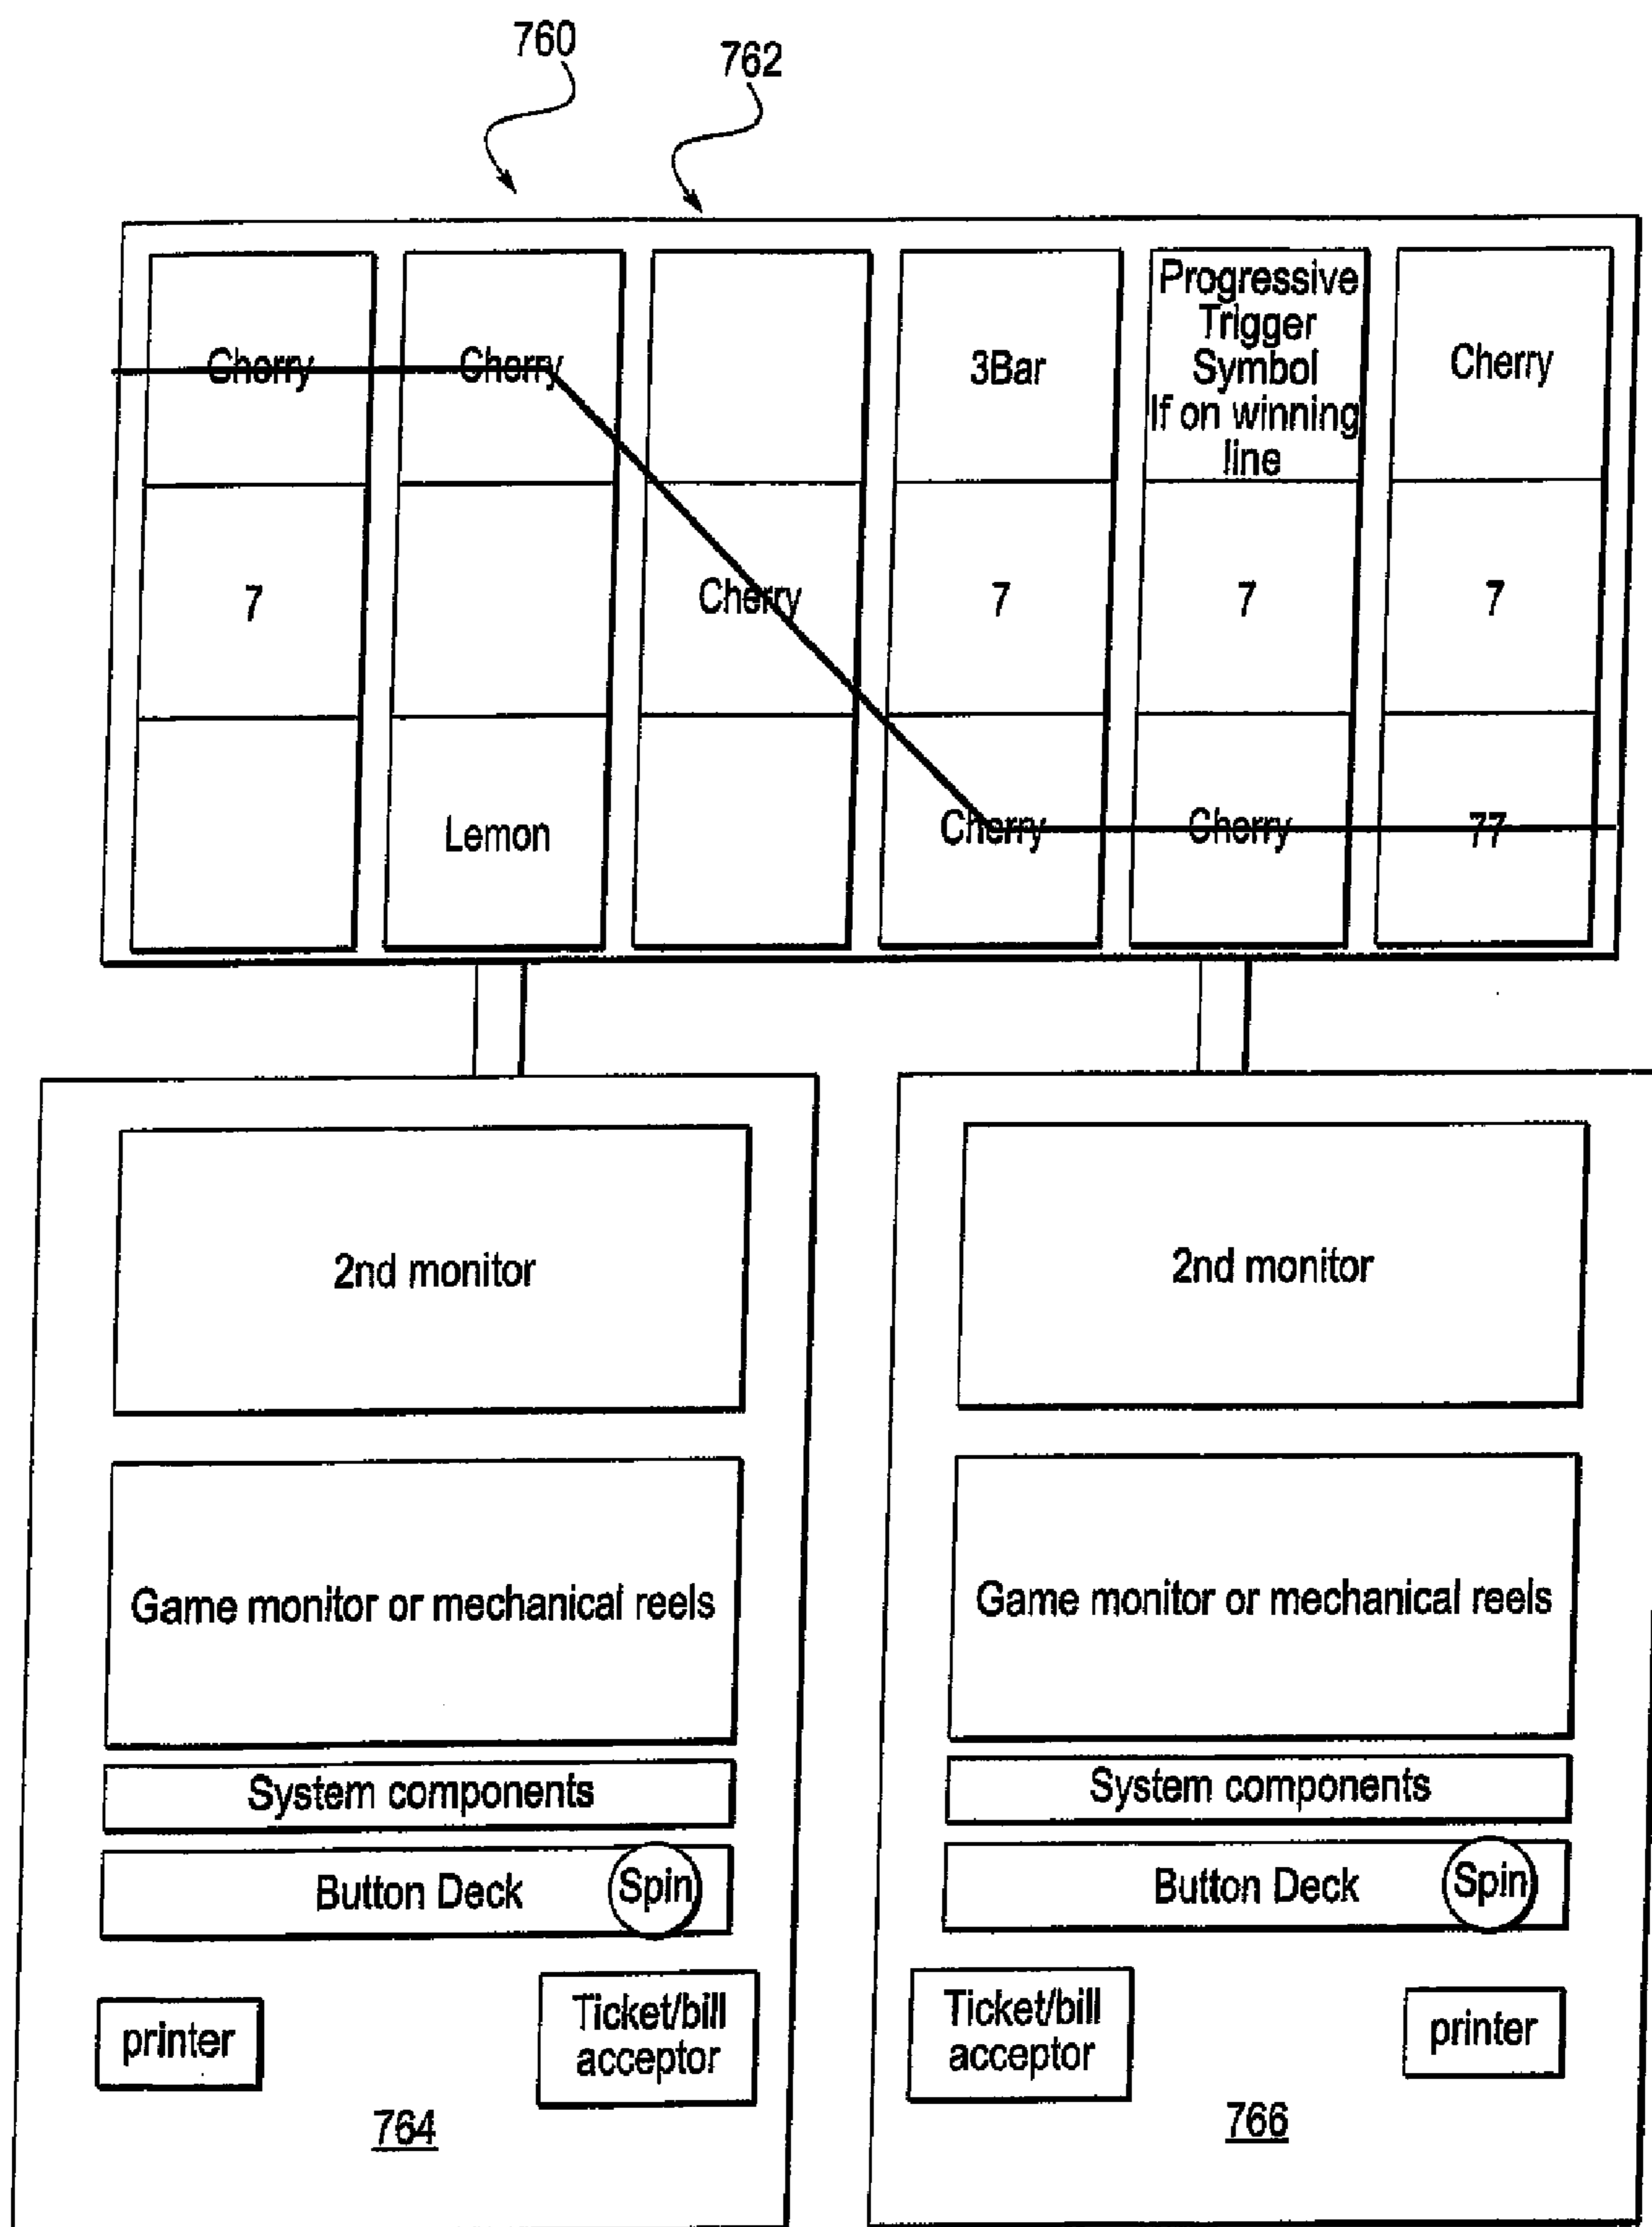 760
762
Cherry
Cherry
3Bar
Progressive
Trigger
Symbol
If on winning
line
Cherry
7
Cherry
7
7
7
Lemon
Cherry
Cherry
77
2nd monitor
2nd monitor
Game monitor or mechanical reels
Game monitor or mechanical reels
System components
System components
Button Deck
Spin
Button Deck
Spin
printer
Ticket/bill
acceptor
Ticket/bill
acceptor
printer
764
766